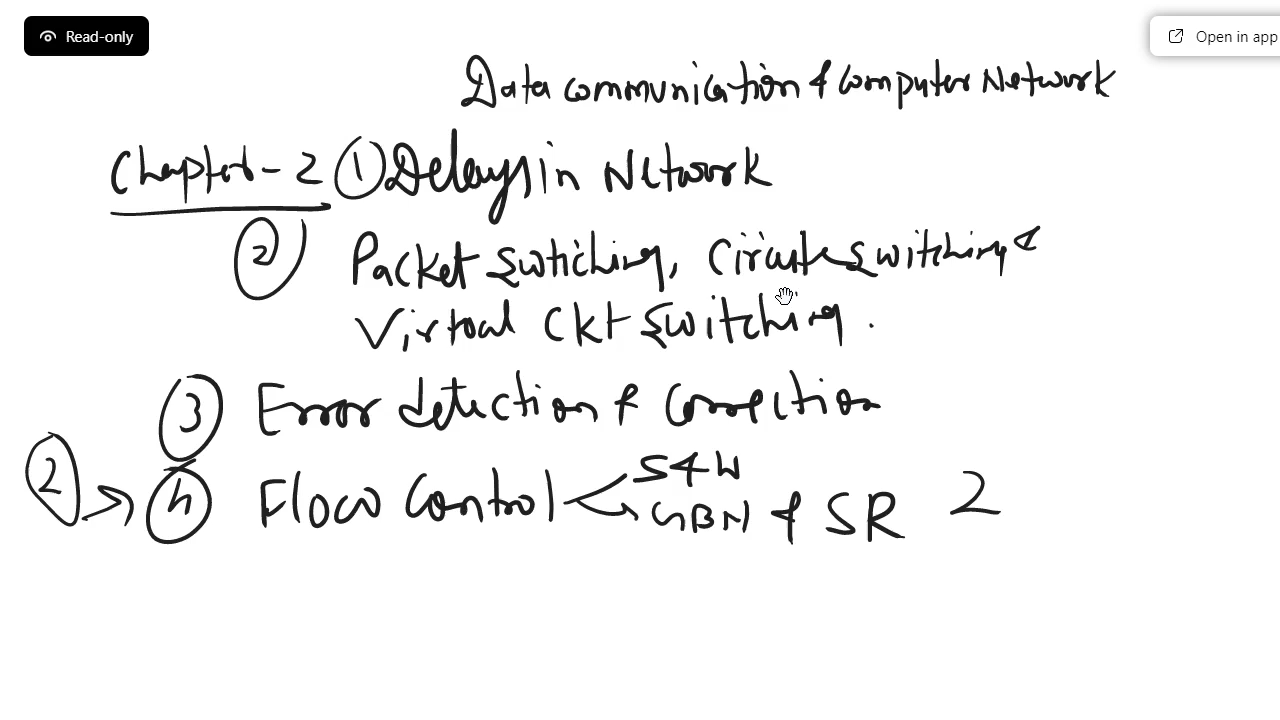 Read-only
Open in app
Data communication & Computer Network
Chapter-2 ① Delays in Network
② Packet switching, Circuit switching &
Virtual Ckt Switching.
③ Error detection & Correction
② → ④ Flow Control < S&W
GBN & SR 2